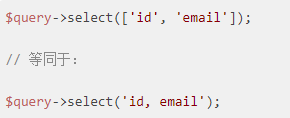 $query->select(['id', 'email']);
// 等同于：
$query->select('id, email');